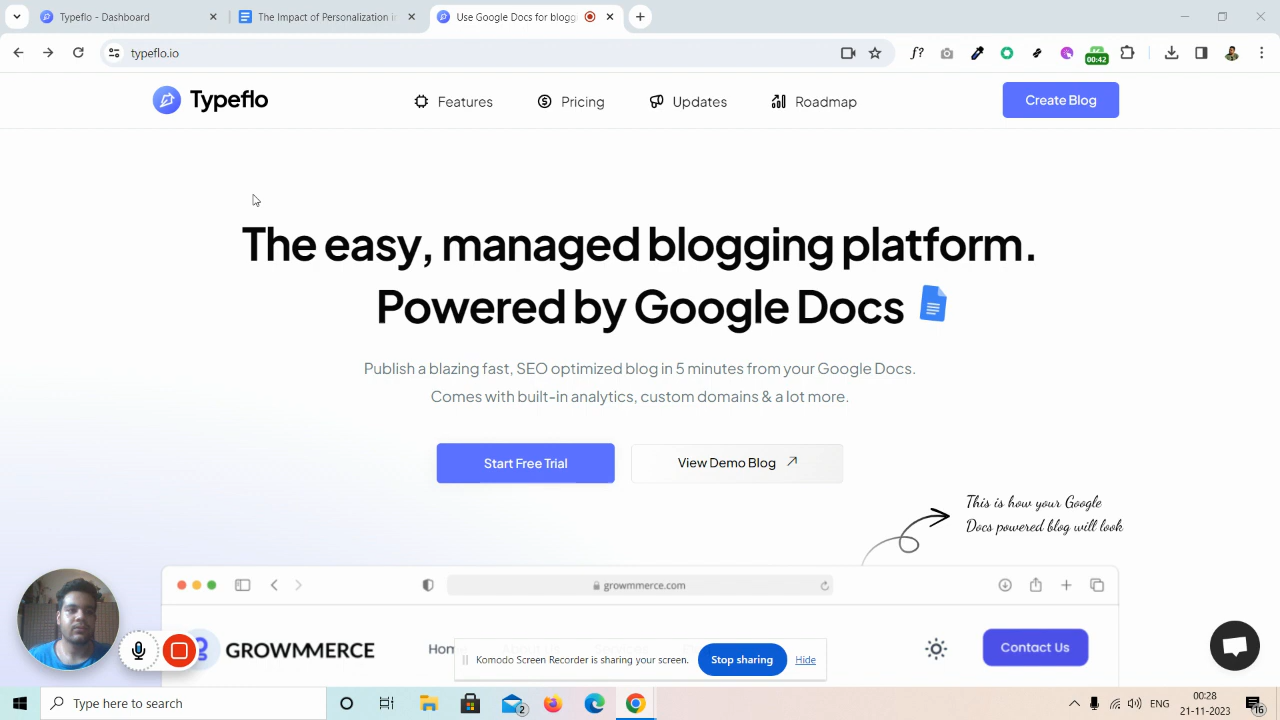 Typeflo - Dashboard
The Impact of Personalization i
Use Google Docs for blogg
typeflo.io
f?
00:42
Typeflo
Features
Pricing
Updates
Roadmap
Create Blog
The easy, managed blogging platform.
Powered by Google Docs
Publish a blazing fast, SEO optimized blog in 5 minutes from your Google Docs.
Comes with built-in analytics, custom domains & a lot more.
Start Free Trial
View Demo Blog
This is how your Google
Docs powered blog will look
growmmerce.com
GROWMMERCE
Contact Us
Komodo Screen Recorder is sharing your screen.
Stop sharing
Hide
Type here to search
2
ENG
00:28
21-11-2023
16